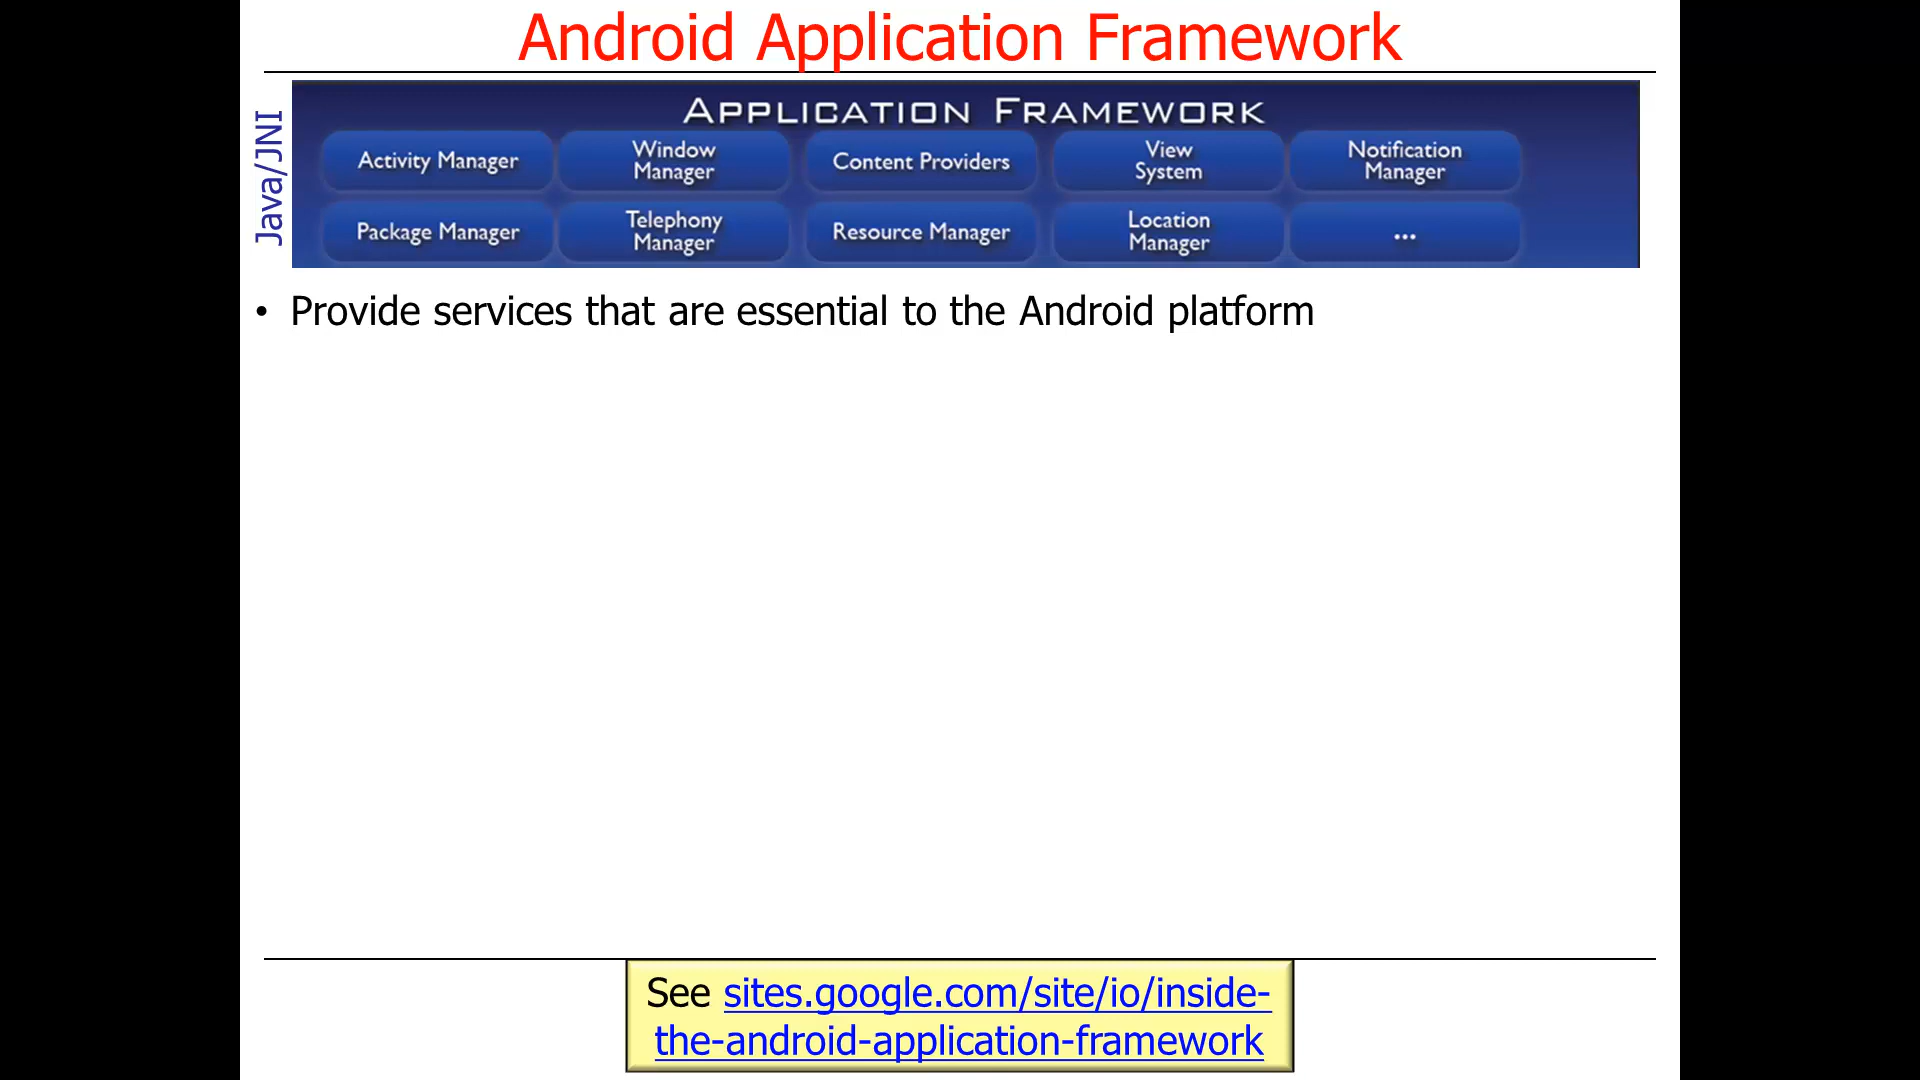 Android Application Framework
Java/JNI
APPLICATION FRAMEWORK
Activity Manager
Window
Manager
Content Providers
View
System
Notification
Manager
Package Manager
Telephony
Manager
Resource Manager
Location
Manager
...
• Provide services that are essential to the Android platform
See sites.google.com/site/io/inside-
the-android-application-framework